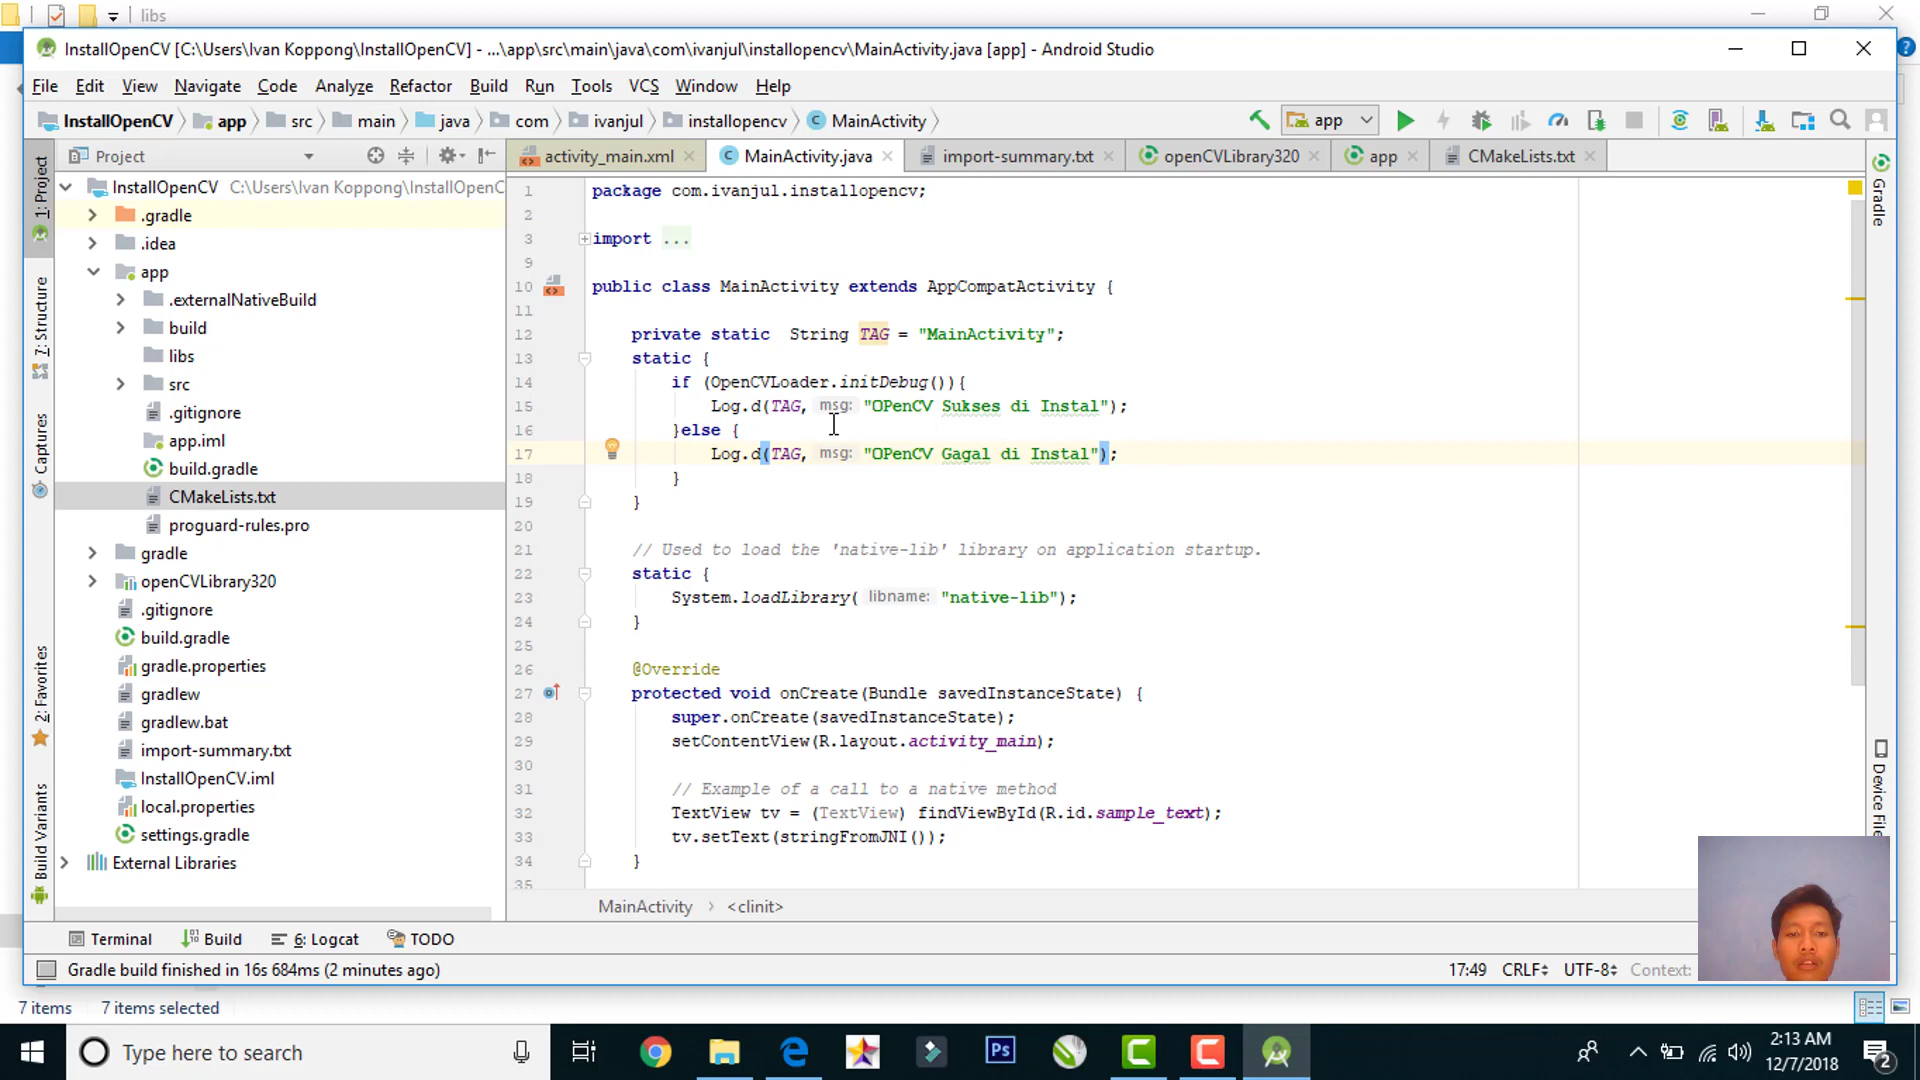 libs
InstallOpenCV [C:\Users\Ivan Koppong\InstallOpenCV] - ...\app\src\main\java\com\ivanjul\installopencv\MainActivity.java [app] - Android Studio
File Edit View Navigate Code Analyze Refactor Build Run Tools VCS Window Help
InstallOpenCV app src main java com ivanjul installopencv MainActivity app
Project activity_main.xml MainActivity.java import-summary.txt openCVLibrary320 app CMakeLists.txt
1: Project
7: Structure
Captures
2: Favorites
Build Variants
InstallOpenCV C:\Users\Ivan Koppong\InstallOpenC
.gradle
.idea
app
.externalNativeBuild
build
libs
src
.gitignore
app.iml
build.gradle
CMakeLists.txt
proguard-rules.pro
gradle
openCVLibrary320
.gitignore
build.gradle
gradle.properties
gradlew
gradlew.bat
import-summary.txt
InstallOpenCV.iml
local.properties
settings.gradle
External Libraries
1 package com.ivanjul.installopencv;
2
3 import ...
9
10 public class MainActivity extends AppCompatActivity {
11
12 private static String TAG = "MainActivity";
13 static {
14 if (OpenCVLoader.initDebug()){
15 Log.d(TAG, msg: "OPenCV Sukses di Instal");
16 }else {
17 Log.d(TAG, msg: "OPenCV Gagal di Instal");
18 }
19 }
20
21 // Used to load the 'native-lib' library on application startup.
22 static {
23 System.loadLibrary( libname: "native-lib");
24 }
25
26 @Override
27 protected void onCreate(Bundle savedInstanceState) {
28 super.onCreate(savedInstanceState);
29 setContentView(R.layout.activity_main);
30
31 // Example of a call to a native method
32 TextView tv = (TextView) findViewById(R.id.sample_text);
33 tv.setText(stringFromJNI());
34 }
35
Gradle
Device File
MainActivity > <clinit>
Terminal Build 6: Logcat TODO
Gradle build finished in 16s 684ms (2 minutes ago) 17:49 CRLF UTF-8 Context:
7 items 7 items selected
Type here to search
Ps
2:13 AM
12/7/2018
2